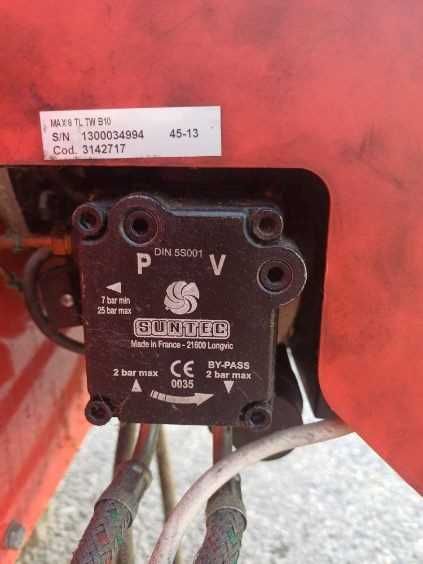 MAX 8 TL TW B10
S/N 1300034994 45-13
Cod. 3142717
DIN 5S001
P V
7 bar min
25 bar max
SUNTEC
Made in France - 21600 Longvic
2 bar max
CE
0035
BY-PASS
2 bar max